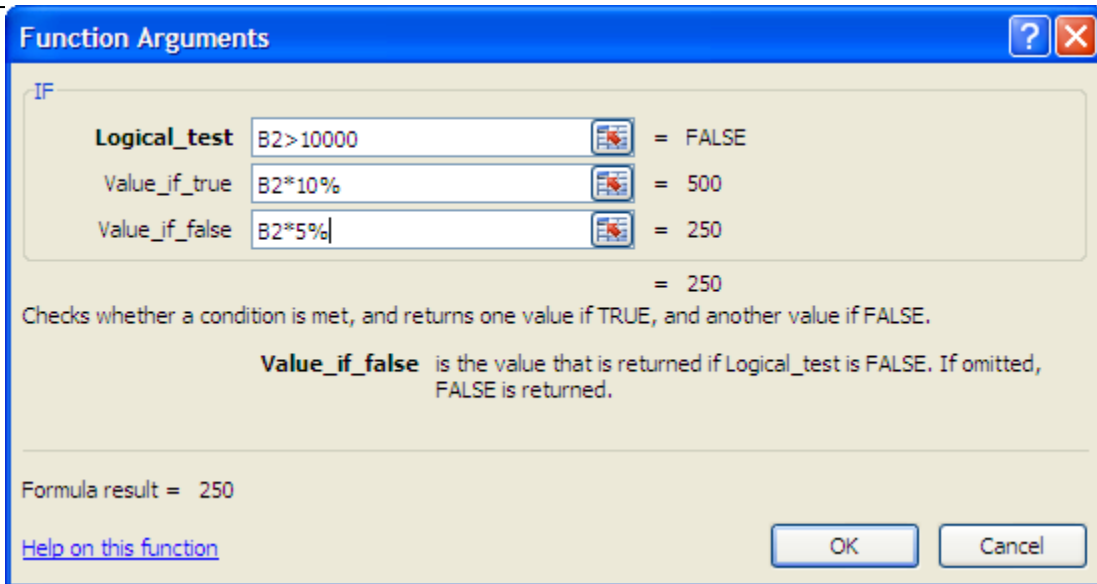 Function Arguments
IF
Logical_test B2>10000 = FALSE
Value_if_true B2*10% = 500
Value_if_false B2*5% = 250
= 250
Checks whether a condition is met, and returns one value if TRUE, and another value if FALSE.
Value_if_false is the value that is returned if Logical_test is FALSE. If omitted,
FALSE is returned.
Formula result = 250
Help on this function
OK Cancel